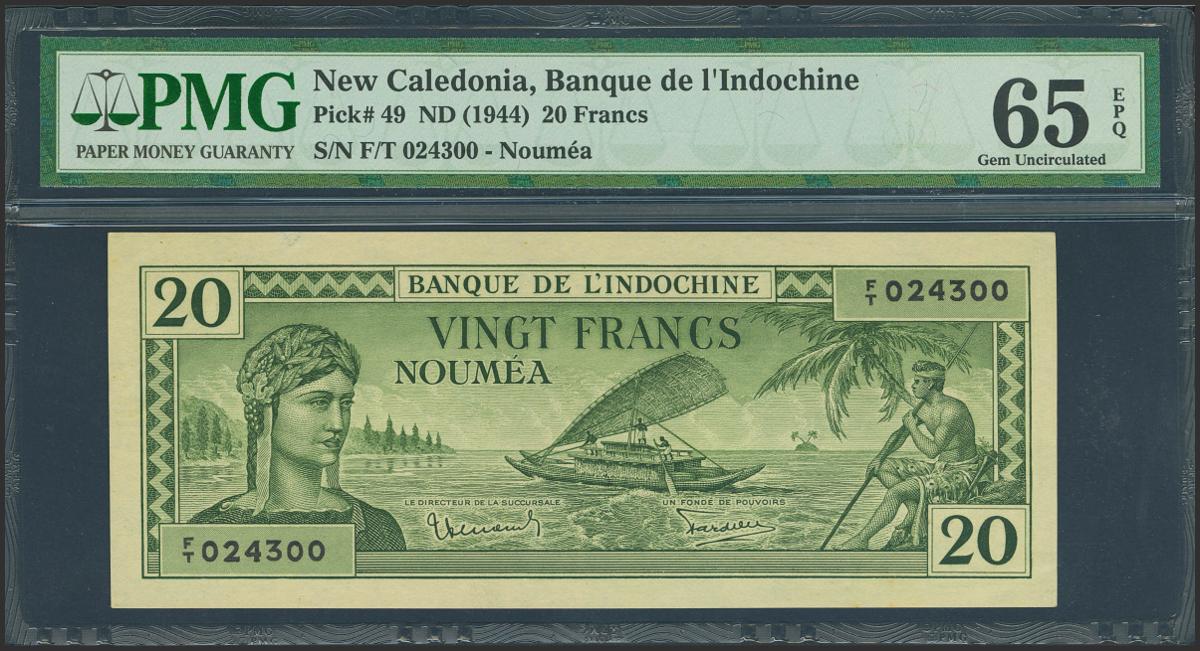 PMG
PAPER MONEY GUARANTY
New Caledonia, Banque de l'Indochine
Pick# 49 ND (1944) 20 Francs
S/N F/T 024300 - Nouméa
65
EPQ
Gem Uncirculated
20
BANQUE DE L'INDOCHINE
F/T 024300
VINGT FRANCS
NOUMÉA
LE DIRECTEUR DE LA SUCCURSALE
UN FONDÉ DE POUVOIRS
F/T 024300
20